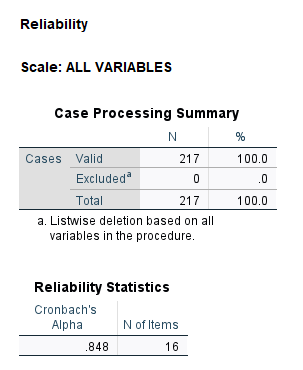 Reliability
Scale: ALL VARIABLES
Case Processing Summary
N %
Cases Valid 217 100.0
Excludedᵃ 0 .0
Total 217 100.0
a. Listwise deletion based on all
variables in the procedure.
Reliability Statistics
Cronbach's
Alpha N of Items
.848 16